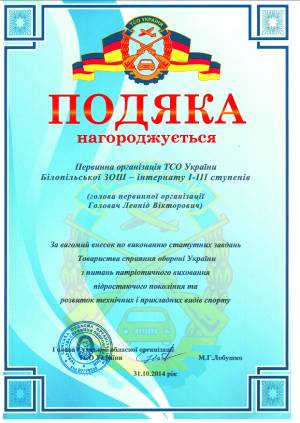 ТСО УКРАЇНИ
ПОДЯКА
нагороджується
Первинна організація ТСО України
Білопільської ЗОШ – інтернату І-ІІІ ступенів
(голова первинної організації
Головач Леонід Вікторович)
За вагомий внесок по виконанню статутних завдань
Товариства сприяння обороні України
з питань патріотичного виховання
підростаючого покоління та
розвиток технічних і прикладних видів спорту
Голова Сумської обласної організації
ТСО України М.Г.Лобушко
31.10.2014 рік